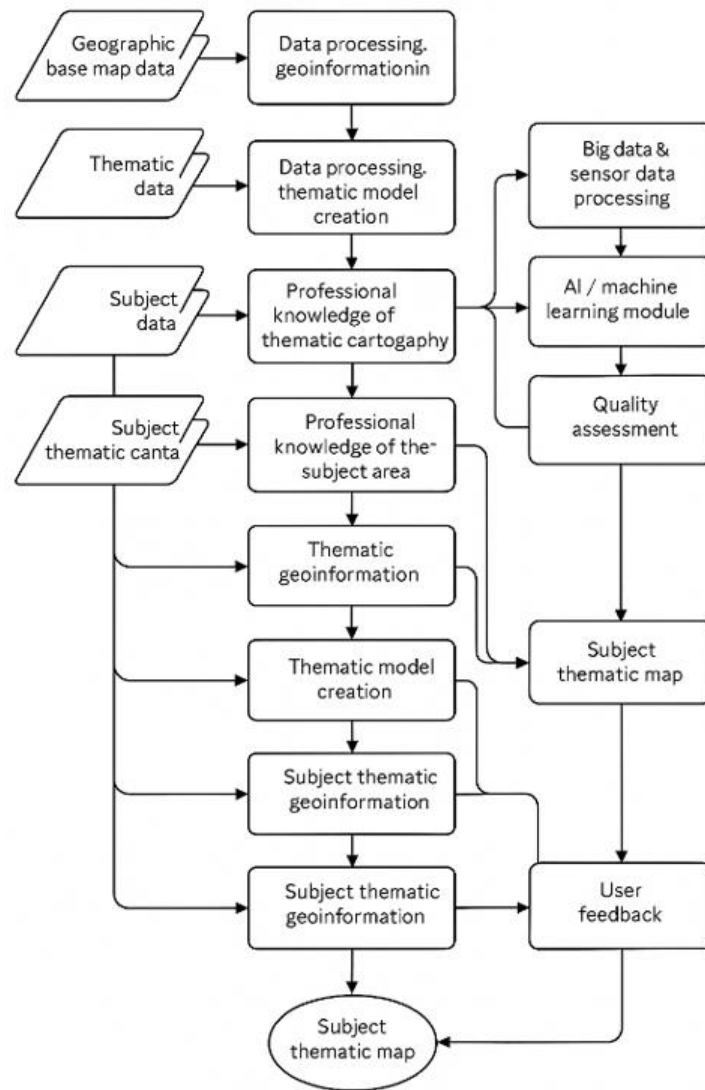 Geographic
base map data
Data processing.
geoinformationin
Thematic
data
Data processing.
thematic model
creation
Big data &
sensor data
processing
Subject
data
Professional
knowledge of
thematic cartogaphy
AI / machine
learning module
Subject
thematic canta
Professional
knowledge of the-
subject area
Quality
assessment
Thematic
geoinformation
Thematic model
creation
Subject
thematic map
Subject thematic
geoinformation
Subject thematic
geoinformation
User
feedback
Subject
thematic map